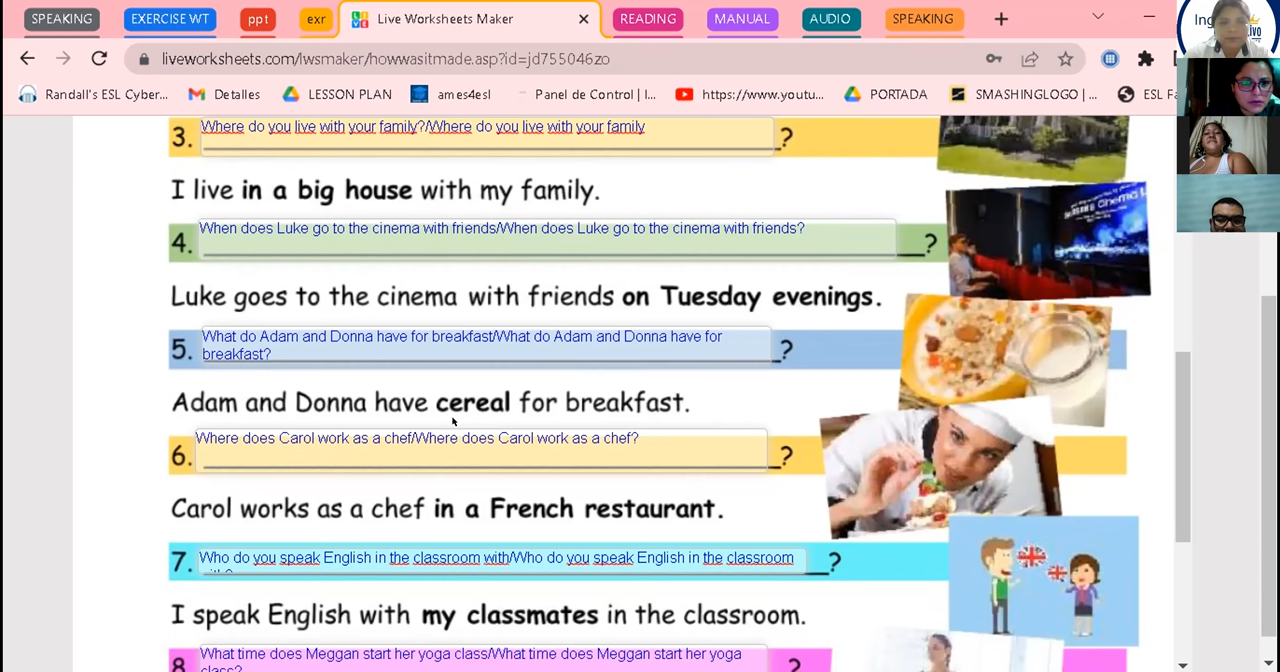 SPEAKING
EXERCISE WT
ppt
exr
Live Worksheets Maker
READING
MANUAL
AUDIO
SPEAKING
liveworksheets.com/lwsmaker/howwasitmade.asp?id=jd755046zo
Randall's ESL Cyber...
Detalles
LESSON PLAN
ames4esl
Panel de Control | I...
https://www.youtu...
PORTADA
SMASHINGLOGO | ...
ESL Fa
3. Where do you live with your family?/Where do you live with your family ?
I live in a big house with my family.
4. When does Luke go to the cinema with friends/When does Luke go to the cinema with friends? ?
Luke goes to the cinema with friends on Tuesday evenings.
5. What do Adam and Donna have for breakfast/What do Adam and Donna have for
breakfast? ?
Adam and Donna have cereal for breakfast.
6. Where does Carol work as a chef/Where does Carol work as a chef? ?
Carol works as a chef in a French restaurant.
7. Who do you speak English in the classroom with/Who do you speak English in the classroom
with? ?
I speak English with my classmates in the classroom.
8 What time does Meggan start her yoga class/What time does Meggan start her yoga
class? ?